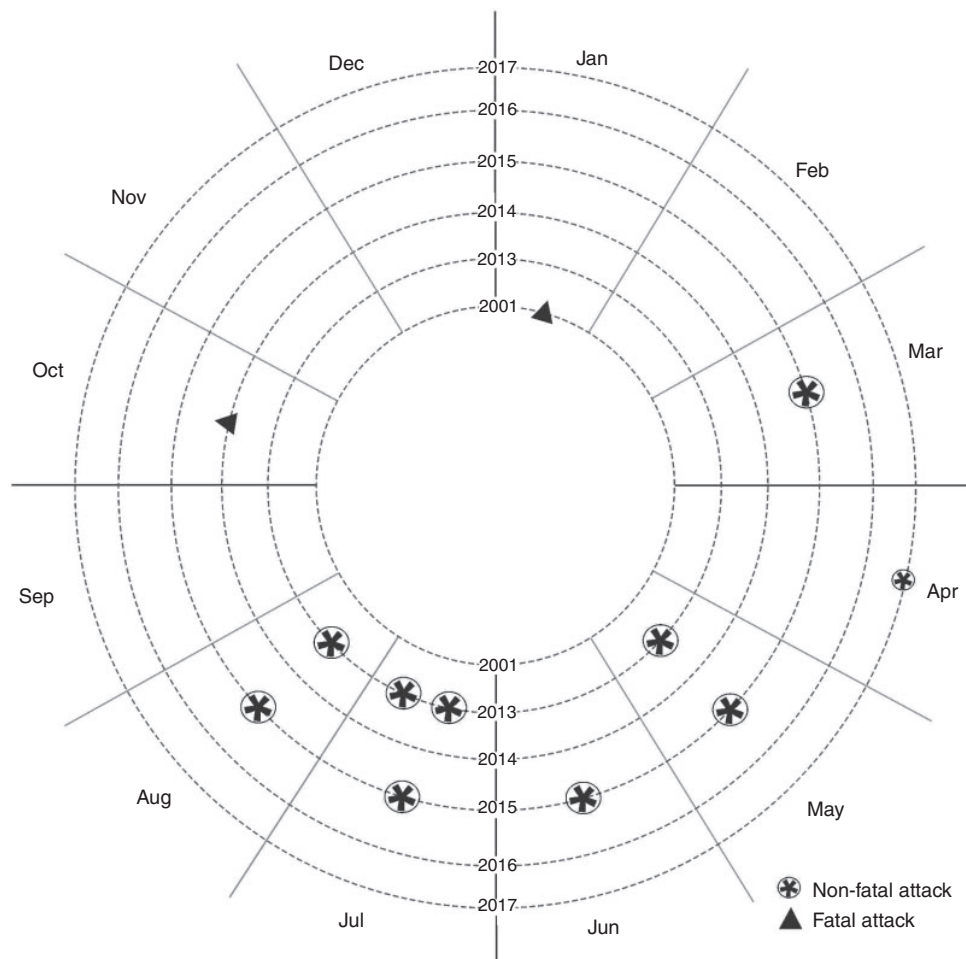 Dec
Jan
2017
2016
Nov
Feb
2015
2014
2013
2001
Oct
Mar
Sep
Apr
2001
2013
2014
Aug
May
2015
2016
2017
Jul
Jun
Non-fatal attack
Fatal attack